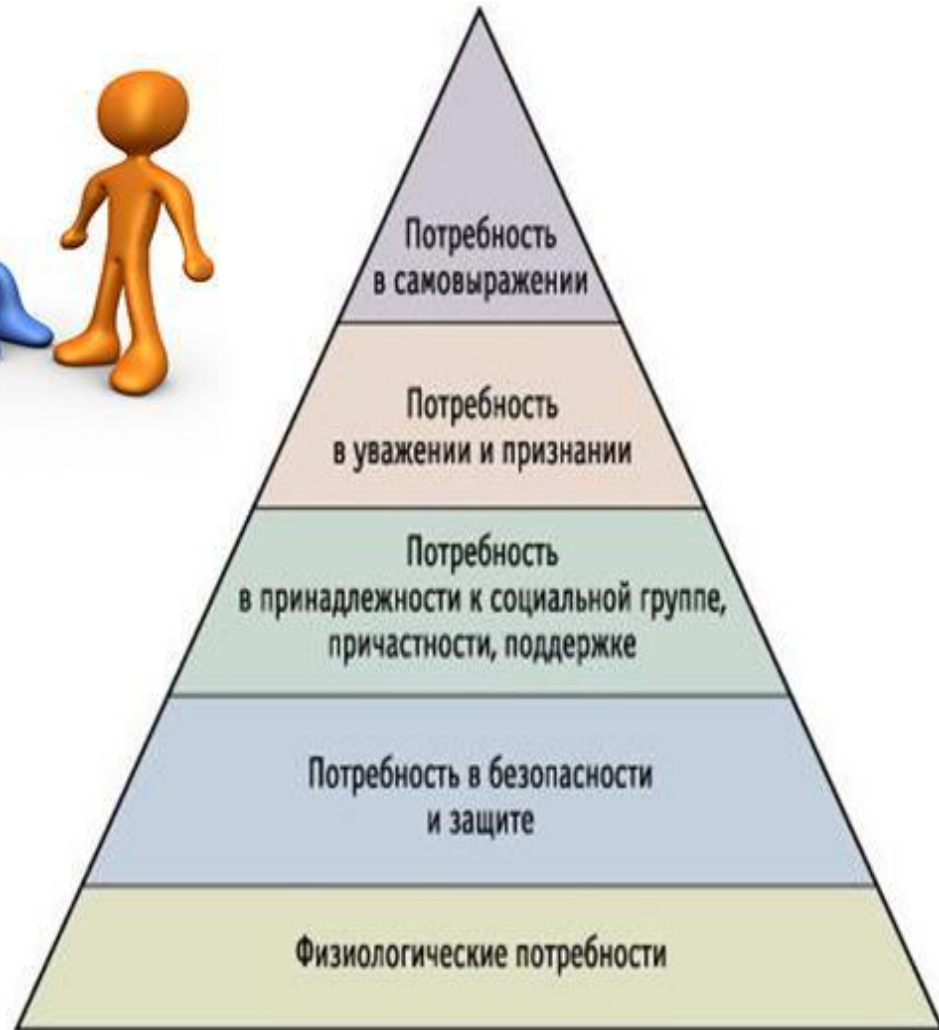 Потребность
в самовыражении
Потребность
в уважении и признании
Потребность
в принадлежности к социальной группе,
причастности, поддержке
Потребность в безопасности
и защите
Физиологические потребности